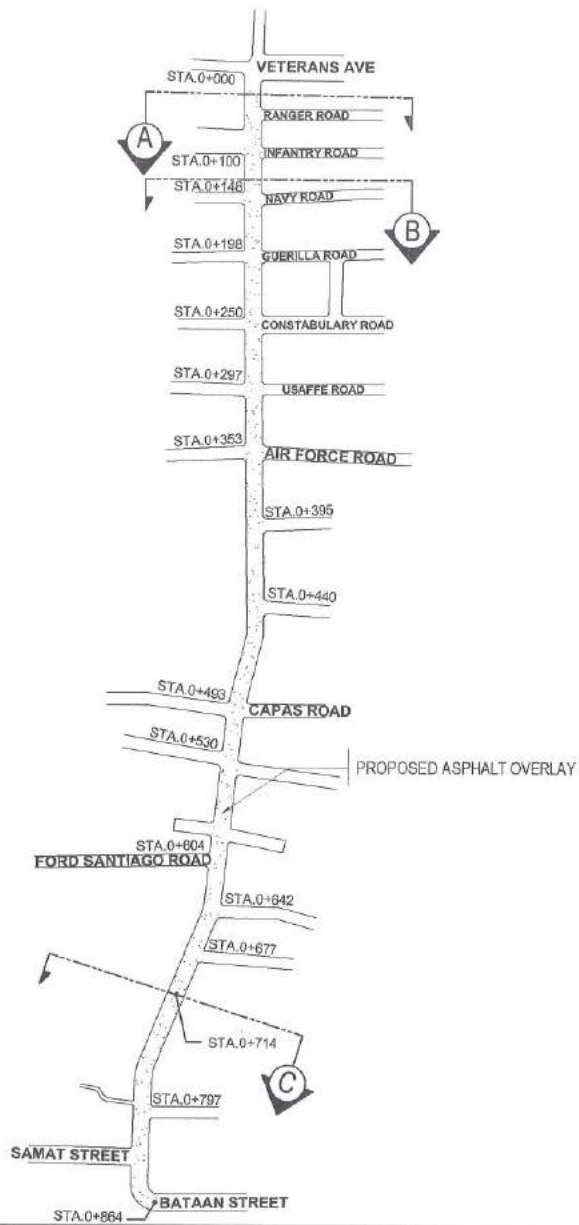 VETERANS AVE
STA.0+000
RANGER ROAD
A
INFANTRY ROAD
STA.0+100
STA.0+148
NAVY ROAD
B
STA.0+198
GUERILLA ROAD
STA.0+250
CONSTABULARY ROAD
STA.0+297
USAFFE ROAD
STA.0+353
AIR FORCE ROAD
STA.0+395
STA.0+440
STA.0+493
CAPAS ROAD
STA.0+530
PROPOSED ASPHALT OVERLAY
STA.0+604
FORD SANTIAGO ROAD
STA.0+642
STA.0+677
STA.0+714
C
STA.0+797
SAMAT STREET
BATAAN STREET
STA.0+864